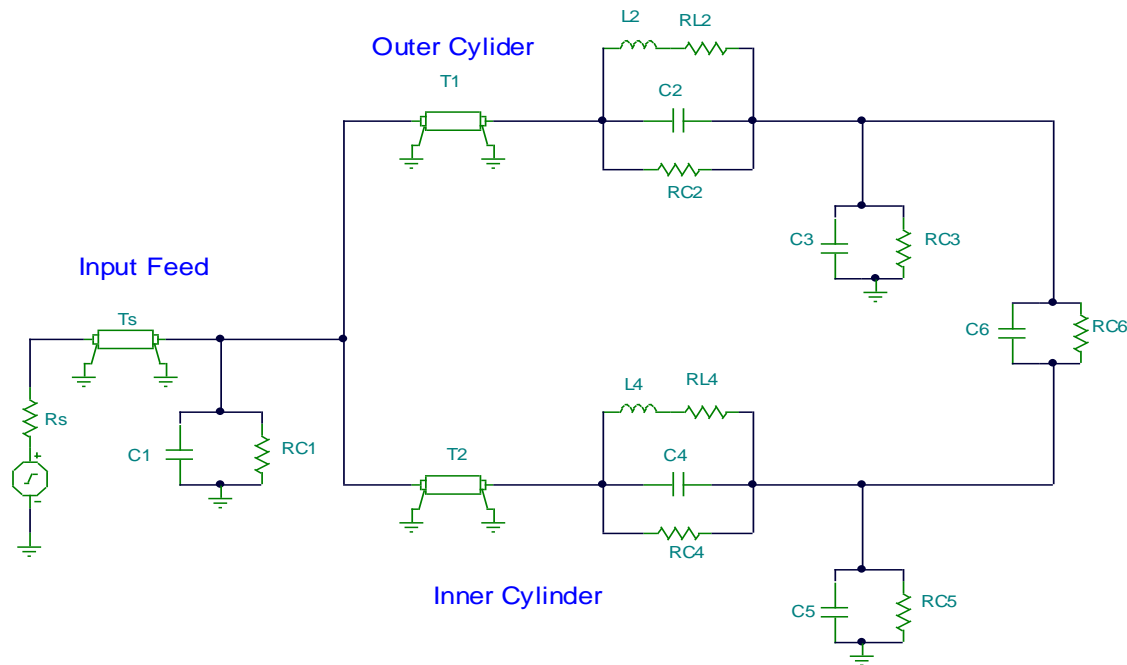 L2
RL2
Outer Cylider
T1
C2
RC2
C3
RC3
Input Feed
Ts
C6
RC6
L4
RL4
Rs
+
-
C1
RC1
T2
C4
RC4
Inner Cylinder
C5
RC5